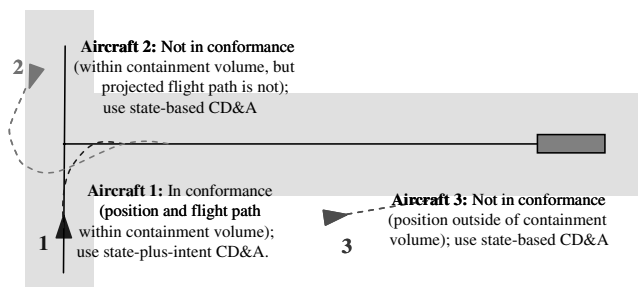 Aircraft 2: Not in conformance
(within containment volume, but
projected flight path is not);
use state-based CD&A
2
Aircraft 1: In conformance
(position and flight path
within containment volume);
use state-plus-intent CD&A.
1
Aircraft 3: Not in conformance
(position outside of containment
volume); use state-based CD&A
3